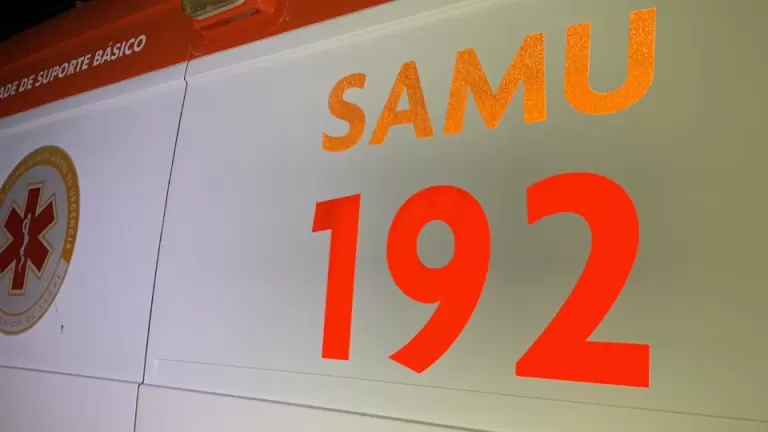 ADE DE SUPORTE BÁSICO
SAMU
192